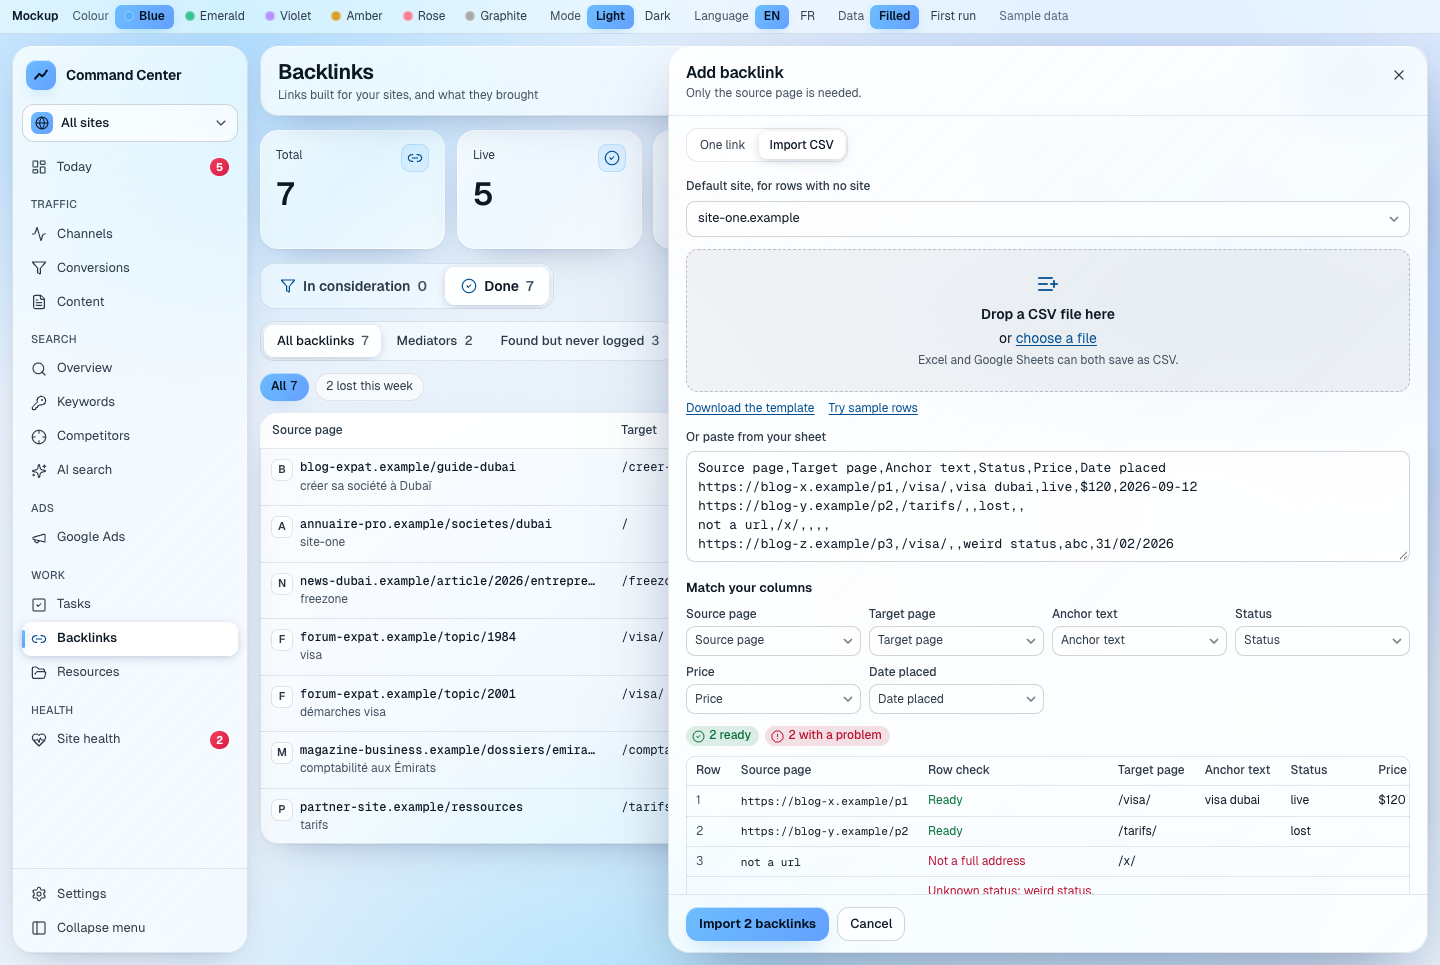 Mockup Colour Blue Emerald Violet Amber Rose Graphite Mode Light Dark Language EN FR Data Filled First run Sample data
Command Center
All sites
Today 5
TRAFFIC
Channels
Conversions
Content
SEARCH
Overview
Keywords
Competitors
AI search
ADS
Google Ads
WORK
Tasks
Backlinks
Resources
HEALTH
Site health 2
Settings
Collapse menu
Backlinks
Links built for your sites, and what they brought
Total
7
Live
5
In consideration 0 Done 7
All backlinks 7 Mediators 2 Found but never logged 3
All 7 2 lost this week
Source page Target
B blog-expat.example/guide-dubai /creer-
créer sa société à Dubaï
A annuaire-pro.example/societes/dubai /
site-one
N news-dubai.example/article/2026/entrepre… /freezo
freezone
F forum-expat.example/topic/1984 /visa/
visa
F forum-expat.example/topic/2001 /visa/
démarches visa
M magazine-business.example/dossiers/emira… /compta
comptabilité aux Émirats
P partner-site.example/ressources /tarifs
tarifs
Add backlink
Only the source page is needed.
One link Import CSV
Default site, for rows with no site
site-one.example
Drop a CSV file here
or choose a file
Excel and Google Sheets can both save as CSV.
Download the template Try sample rows
Or paste from your sheet
Source page,Target page,Anchor text,Status,Price,Date placed
https://blog-x.example/p1,/visa/,visa dubai,live,$120,2026-09-12
https://blog-y.example/p2,/tarifs/,,lost,,
not a url,/x/,,,,
https://blog-z.example/p3,/visa/,,weird status,abc,31/02/2026
Match your columns
Source page Target page Anchor text Status
Source page Target page Anchor text Status
Price Date placed
Price Date placed
2 ready 2 with a problem
Row Source page Row check Target page Anchor text Status Price
1 https://blog-x.example/p1 Ready /visa/ visa dubai live $120
2 https://blog-y.example/p2 Ready /tarifs/ lost
3 not a url Not a full address /x/
Unknown status: weird status.
Import 2 backlinks Cancel